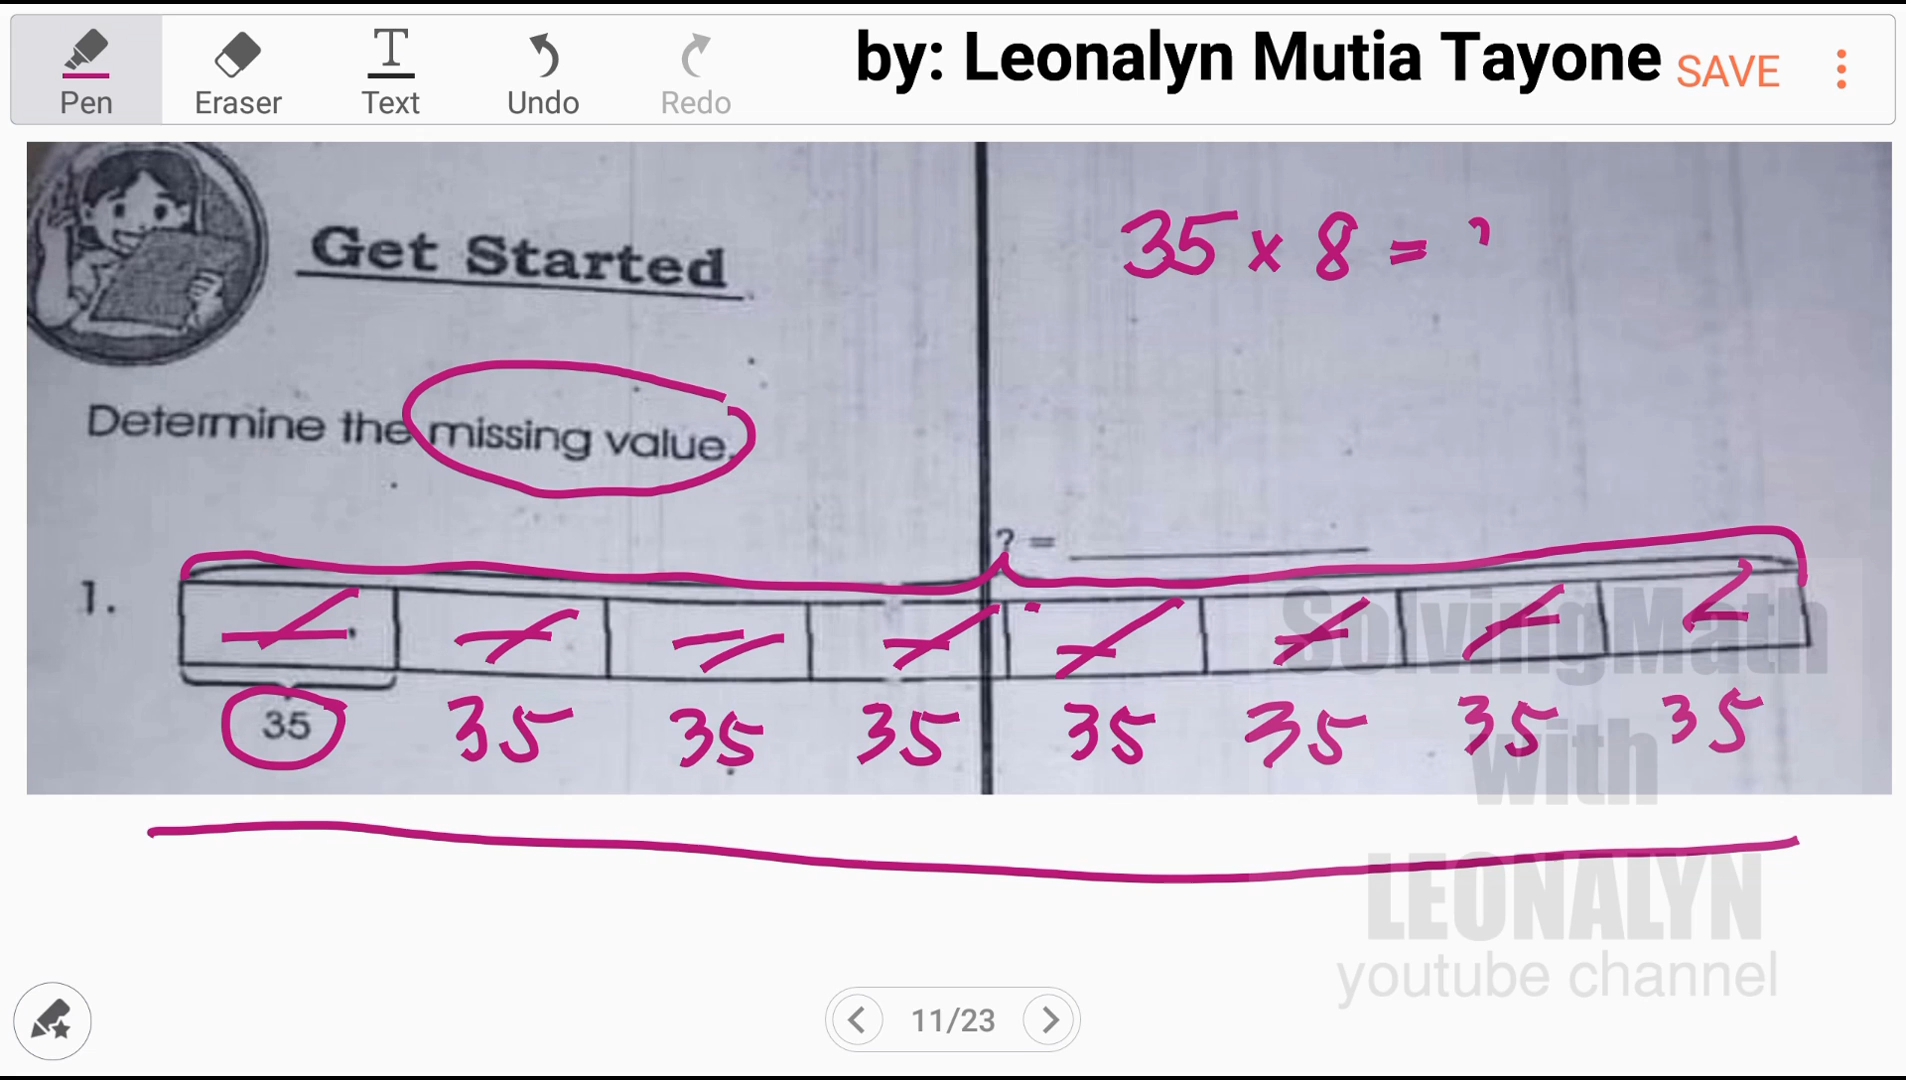 by: Leonalyn Mutia Tayone
SAVE
Pen
Eraser
Text
Undo
Redo
Get Started
35 x 8 = ?
Determine the missing value.
? =
1.
35 35 35 35 35 35 35 35
SolvingMath
with
LEONALYN
youtube channel
11/23